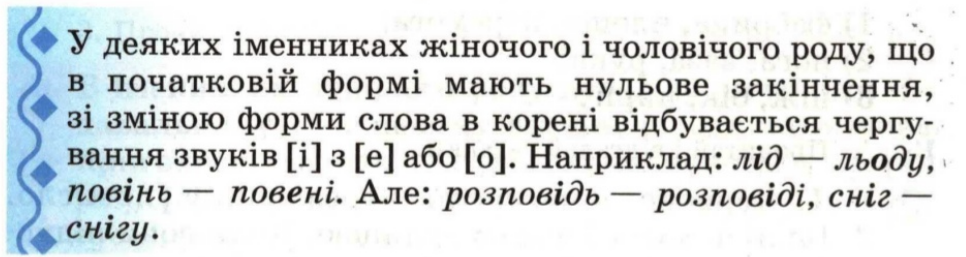 У деяких іменниках жіночого і чоловічого роду, що
в початковій формі мають нульове закінчення,
зі зміною форми слова в корені відбувається чергу-
вання звуків [і] з [е] або [о]. Наприклад: лід — льоду,
повінь — повені. Але: розповідь — розповіді, сніг —
снігу.